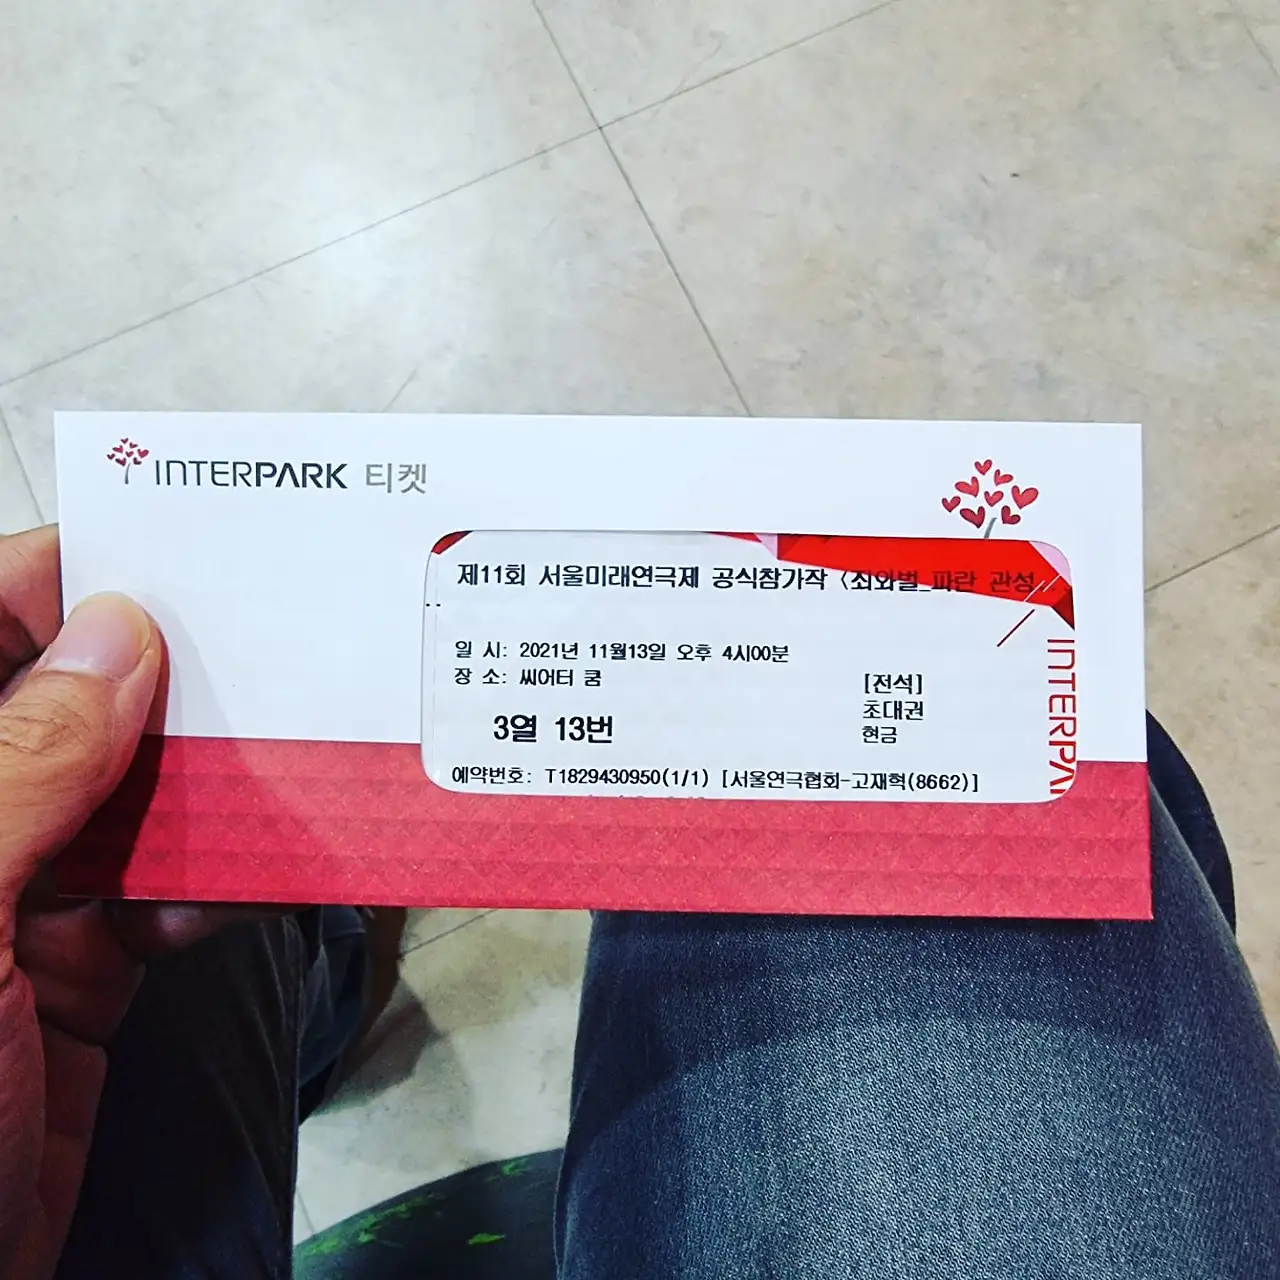 INTERPARK 티켓
제11회 서울미래연극제 공식참가작 <죄와벌_파란 관성..
..
일 시: 2021년 11월13일 오후 4시00분
장 소: 씨어터 쿰
[전석]
초대권
3열 13번
현금
예약번호: T1829430950(1/1) [서울연극협회-고재혁(8662)]
INTERPA